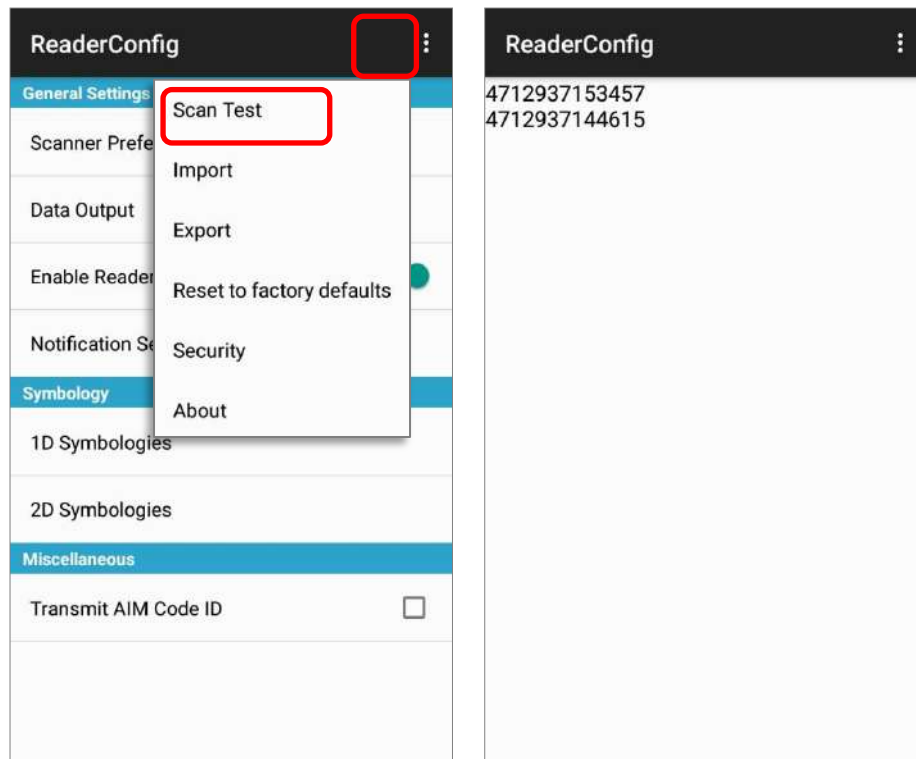 ReaderConfig
General Settings
Scanner Prefe
Scan Test
Import
Data Output
Export
Enable Reader
Reset to factory defaults
Notification Se
Security
Symbology
About
1D Symbologies
2D Symbologies
Miscellaneous
Transmit AIM Code ID
ReaderConfig
4712937153457
4712937144615